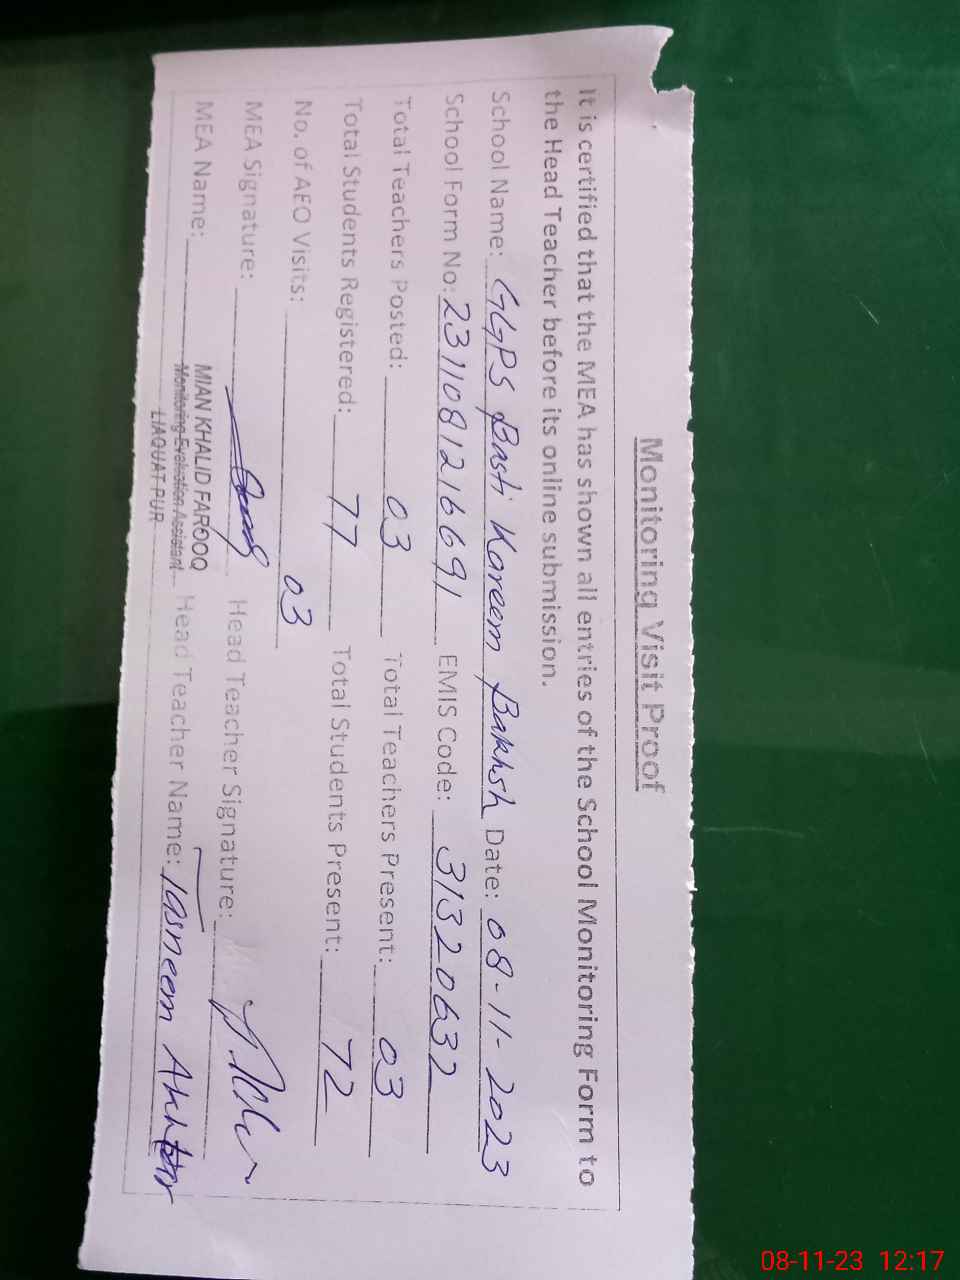 Monitoring Visit Proof
It is certified that the MEA has shown all entries of the School Monitoring Form to
the Head Teacher before its online submission.
School Name: GGPS Basti Kareem Bakhsh Date: 08-11-2023
School Form No: 2311081216691 EMIS Code: 31320632
Total Teachers Posted: 03 Total Teachers Present: 03
Total Students Registered: 77 Total Students Present: 72
No. of AEO Visits: 03
MEA Signature: Head Teacher Signature:
MEA Name: MIAN KHALID FAROOQ Head Teacher Name: Tasneem Akhtar
Monitoring Evaluation Assistant
LIAQUAT PUR
08-11-23 12:17